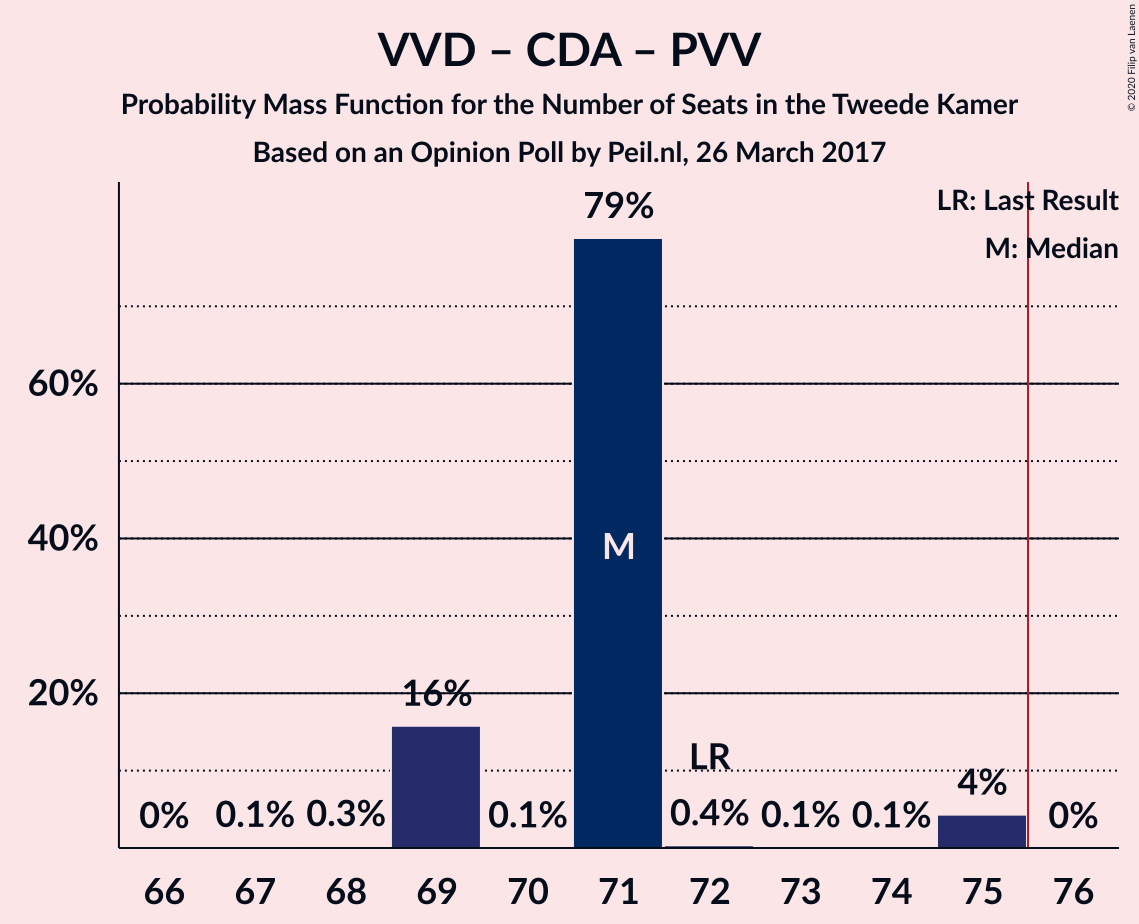 VVD – CDA – PVV
Probability Mass Function for the Number of Seats in the Tweede Kamer
Based on an Opinion Poll by Peil.nl, 26 March 2017
© 2020 Filip van Laenen
LR: Last Result
M: Median
79%
60%
40%
20%
M
16%
LR
4%
0% 0.1% 0.3% 0.1% 0.4% 0.1% 0.1% 0%
66 67 68 69 70 71 72 73 74 75 76